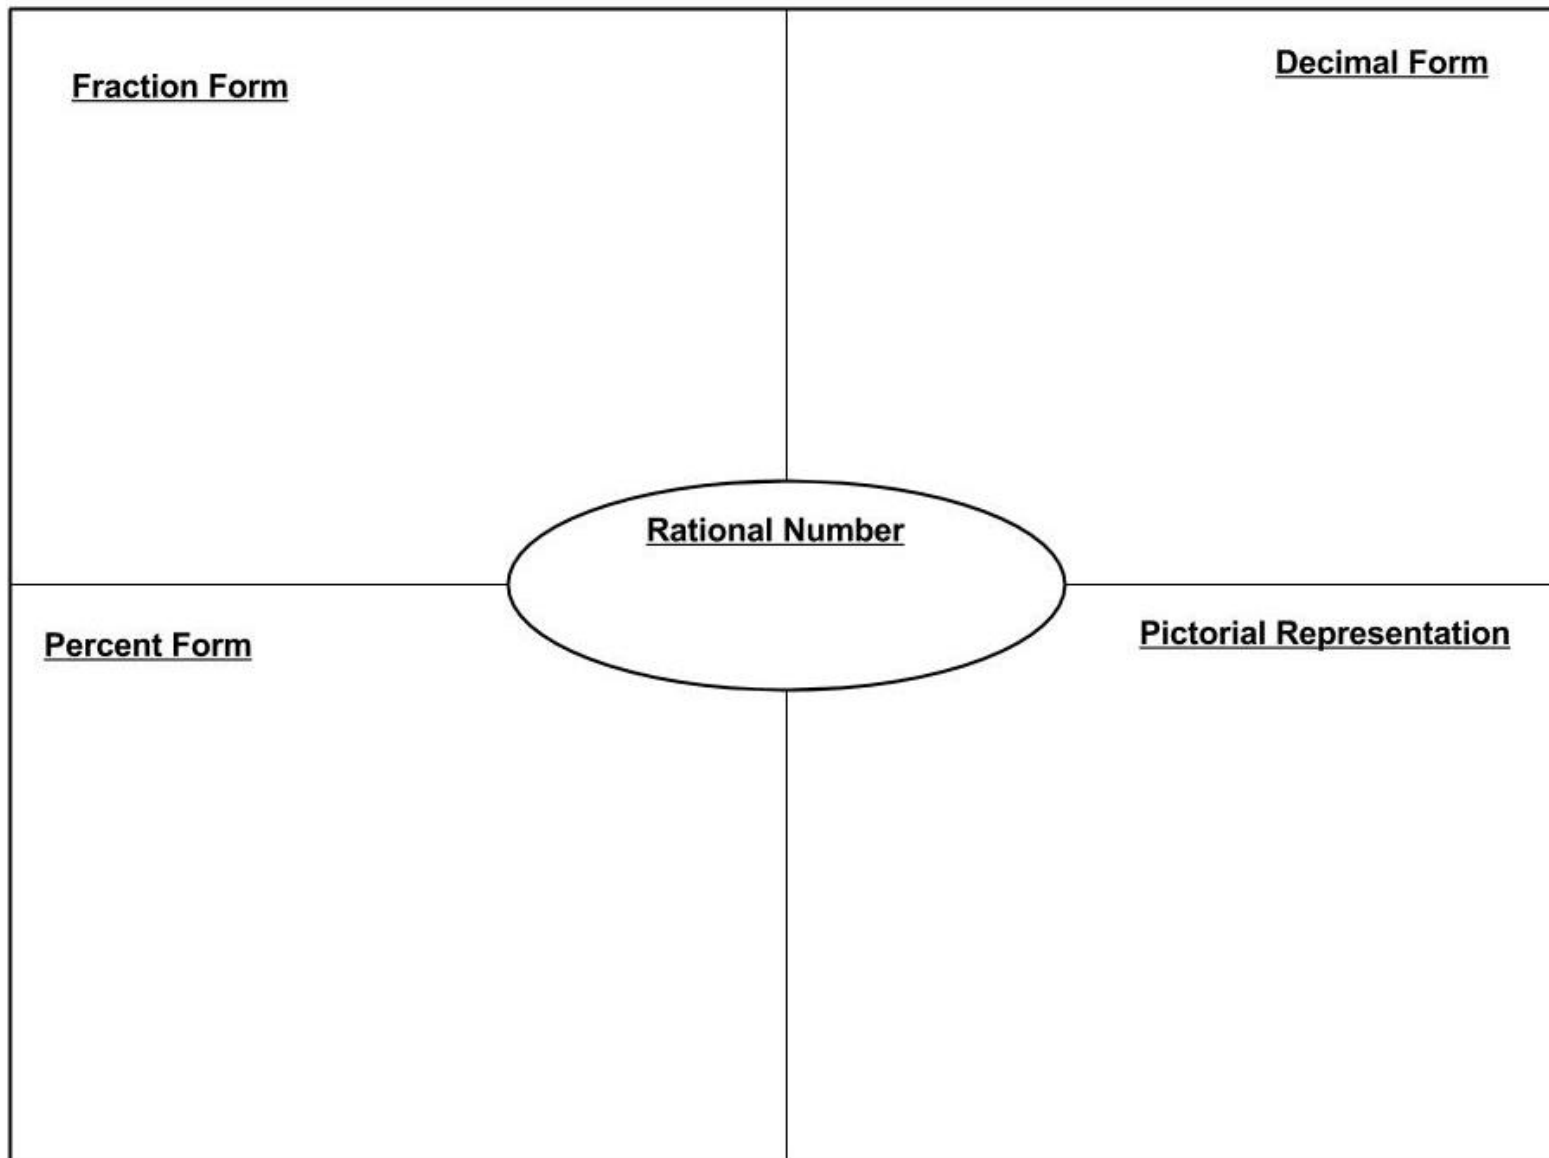 Fraction Form
Decimal Form
Rational Number
Percent Form
Pictorial Representation